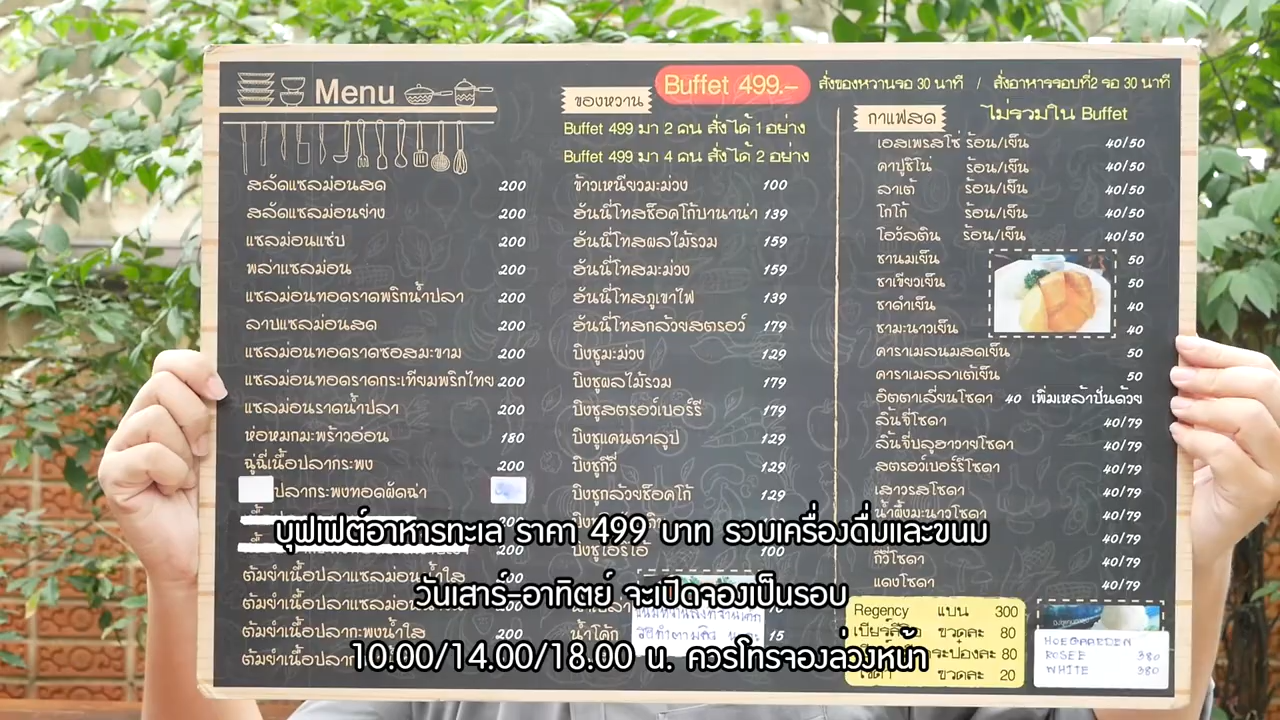 Menu
สลัดแซลม่อนสด 200
สลัดแซลม่อนย่าง 200
แซลม่อนแช่บ 200
พล่าแซลม่อน 200
แซลม่อนทอดราดพริกน้ำปลา 200
ลาบแซลม่อนสด 200
แซลม่อนทอดราดซอสมะขาม 200
แซลม่อนทอดราดกระเทียมพริกไทย 200
แซลม่อนราดน้ำปลา 200
ห่อหมกมะพร้าวอ่อน 180
ฉู่ฉี่เนื้อปลากระพง 200
ปลากระพงทอดผัดฉ่า
ต้มยำเนื้อปลาแซลม่อนน้ำใส
ต้มยำเนื้อปลาแซลม่อน
ต้มยำเนื้อปลากะพงน้ำใส 200
ต้มยำเนื้อปลา
ของหวาน
Buffet 499.-
สั่งของหวานรอ 30 นาที / สั่งอาหารรอบที่2 รอ 30 นาที
Buffet 499 มา 2 คน สั่งได้ 1 อย่าง
Buffet 499 มา 4 คน สั่งได้ 2 อย่าง
ข้าวเหนียวมะม่วง 100
ฮันนี่โทสช็อคโก้บานาน่า 139
ฮันนี่โทสผลไม้รวม 159
ฮันนี่โทสมะม่วง 159
ฮันนี่โทสภูเขาไฟ 139
ฮันนี่โทสกล้วยสตรอว์ 179
บิงซูมะม่วง 129
บิงซูผลไม้รวม 179
บิงซูสตรอว์เบอร์รี 179
บิงซูแคนตาลูป 129
บิงซูกีวี่ 129
บิงซูกล้วยช็อคโก้ 129
บิงซูโอริโอ้ 100
น้ำโค้ก 15
กาแฟสด
ไม่รวมใน Buffet
เอสเพรสโซ่ ร้อน/เย็น 40/50
คาปูชิโน่ ร้อน/เย็น 40/50
ลาเต้ ร้อน/เย็น 40/50
โกโก้ ร้อน/เย็น 40/50
โอวัลติน ร้อน/เย็น 40/50
ชานมเย็น 50
ชาเขียวเย็น 50
ชาดำเย็น 40
ชามะนาวเย็น 40
คาราเมลนมสดเย็น 50
คาราเมลลาเต้เย็น 50
อิตตาเลี่ยนโซดา 40 เพิ่มเหล้าปั่นด้วย
ลิ้นจี่โซดา 40/79
ลิ้นจี่บลูฮาวายโซดา 40/79
สตรอว์เบอร์รีโซดา 40/79
เสาวรสโซดา 40/79
น้ำผึ้งมะนาวโซดา 40/79
40/79
กีวี่โซดา 40/79
แดงโซดา 40/79
Regency แบน 300
เบียร์ลีโอ ขวดละ 80
กระป๋องละ 80
โซดา ขวดละ 20
HOEGAARDEN
ROSEE 380
WHITE 380
บุฟเฟต์อาหารทะเล ราคา 499 บาท รวมเครื่องดื่มและขนม
วันเสาร์-อาทิตย์ จะเปิดจองเป็นรอบ
10.00/14.00/18.00 น. ควรโทรจองล่วงหน้า